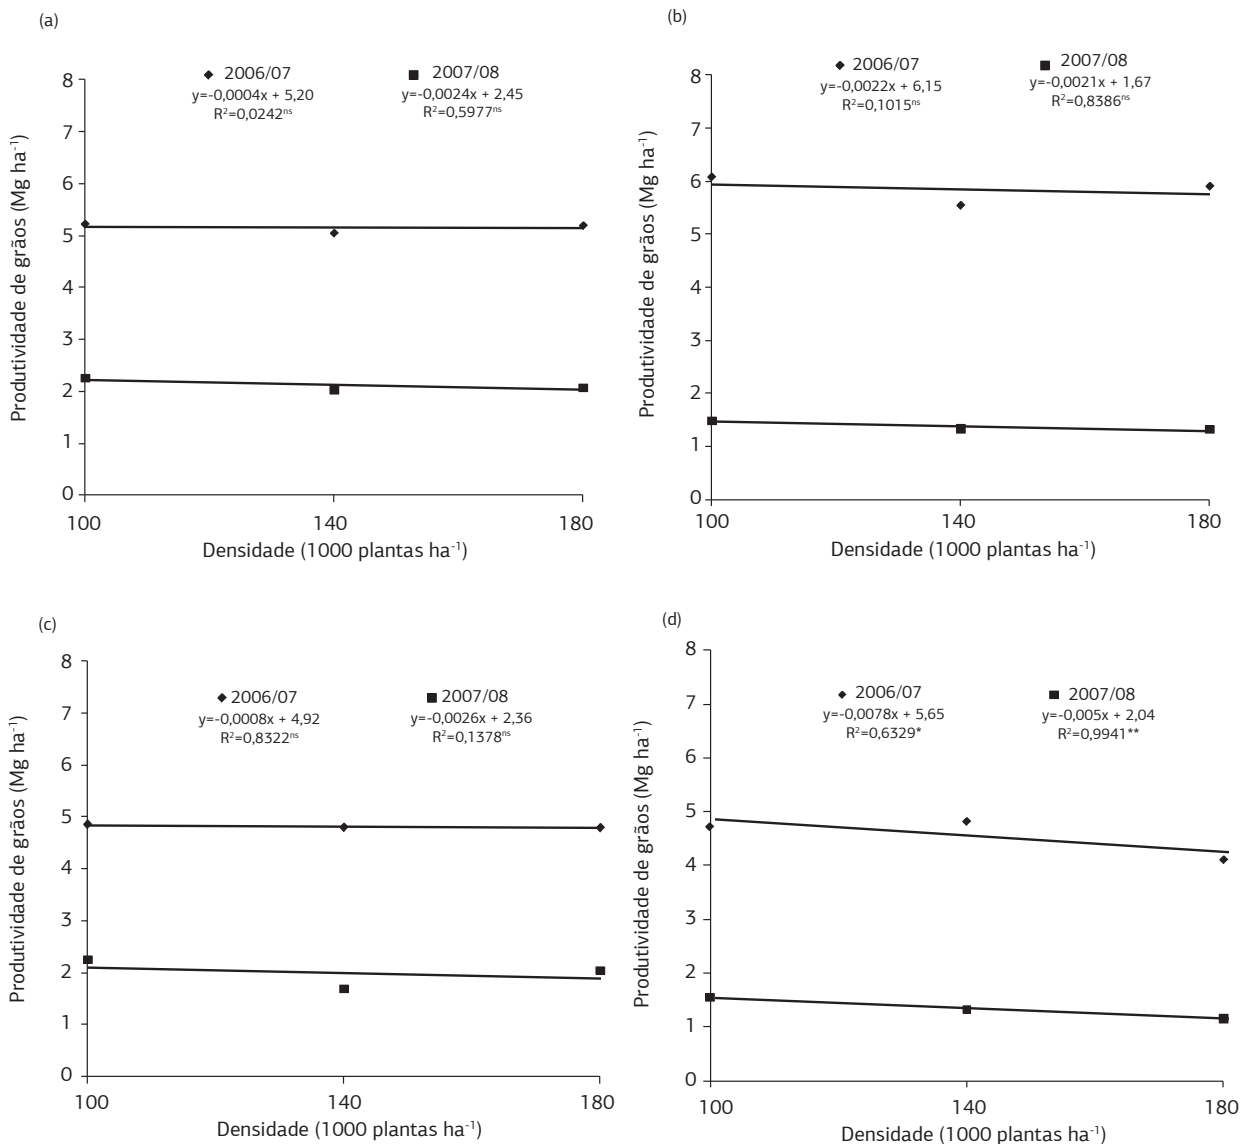 (a)
2006/07 2007/08
y=-0,0004x + 5,20 y=-0,0024x + 2,45
R²=0,0242ⁿˢ R²=0,5977ⁿˢ
Produtividade de grãos (Mg ha⁻¹)
8
7
6
5
4
3
2
1
0
100 140 180
Densidade (1000 plantas ha⁻¹)
(b)
2006/07 2007/08
y=-0,0022x + 6,15 y=-0,0021x + 1,67
R²=0,1015ⁿˢ R²=0,8386ⁿˢ
Produtividade de grãos (Mg ha⁻¹)
8
7
6
5
4
3
2
1
0
100 140 180
Densidade (1000 plantas ha⁻¹)
(c)
2006/07 2007/08
y=-0,0008x + 4,92 y=-0,0026x + 2,36
R²=0,8322ⁿˢ R²=0,1378ⁿˢ
Produtividade de grãos (Mg ha⁻¹)
8
7
6
5
4
3
2
1
0
100 140 180
Densidade (1000 plantas ha⁻¹)
(d)
2006/07 2007/08
y=-0,0078x + 5,65 y=-0,005x + 2,04
R²=0,6329* R²=0,9941**
Produtividade de grãos (Mg ha⁻¹)
8
7
6
5
4
3
2
1
0
100 140 180
Densidade (1000 plantas ha⁻¹)